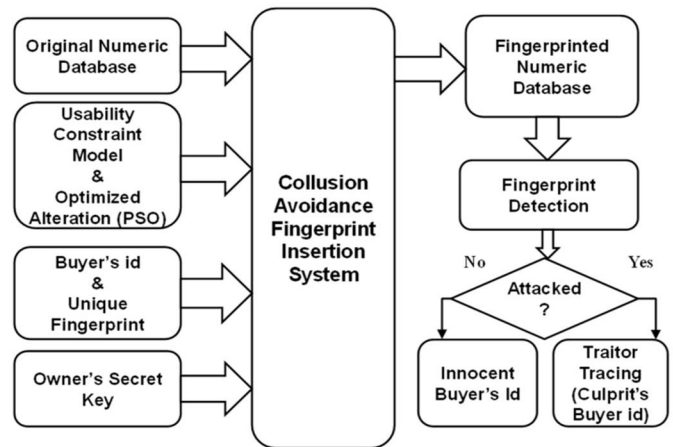 Original Numeric
Database
Usability
Constraint
Model
&
Optimized
Alteration (PSO)
Buyer's id
&
Unique
Fingerprint
Owner's Secret
Key
Collusion
Avoidance
Fingerprint
Insertion
System
Fingerprinted
Numeric
Database
Fingerprint
Detection
No
Yes
Attacked
?
Innocent
Buyer's Id
Traitor
Tracing
(Culprit's
Buyer id)